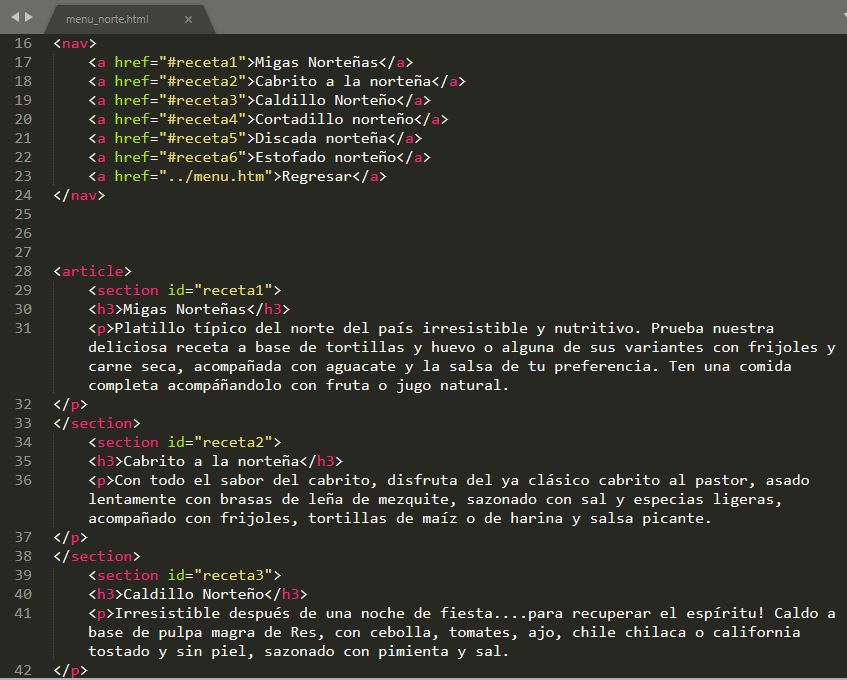 menu_norte.html
16 <nav>
17 <a href="#receta1">Migas Norteñas</a>
18 <a href="#receta2">Cabrito a la norteña</a>
19 <a href="#receta3">Caldillo Norteño</a>
20 <a href="#receta4">Cortadillo norteño</a>
21 <a href="#receta5">Discada norteña</a>
22 <a href="#receta6">Estofado norteño</a>
23 <a href="../menu.htm">Regresar</a>
24 </nav>
25
26
27
28 <article>
29 <section id="receta1">
30 <h3>Migas Norteñas</h3>
31 <p>Platillo típico del norte del país irresistible y nutritivo. Prueba nuestra
deliciosa receta a base de tortillas y huevo o alguna de sus variantes con frijoles y
carne seca, acompañada con aguacate y la salsa de tu preferencia. Ten una comida
completa acompáñandolo con fruta o jugo natural.
32 </p>
33 </section>
34 <section id="receta2">
35 <h3>Cabrito a la norteña</h3>
36 <p>Con todo el sabor del cabrito, disfruta del ya clásico cabrito al pastor, asado
lentamente con brasas de leña de mezquite, sazonado con sal y especias ligeras,
acompañado con frijoles, tortillas de maíz o de harina y salsa picante.
37 </p>
38 </section>
39 <section id="receta3">
40 <h3>Caldillo Norteño</h3>
41 <p>Irresistible después de una noche de fiesta....para recuperar el espíritu! Caldo a
base de pulpa magra de Res, con cebolla, tomates, ajo, chile chilaca o california
tostado y sin piel, sazonado con pimienta y sal.
42 </p>